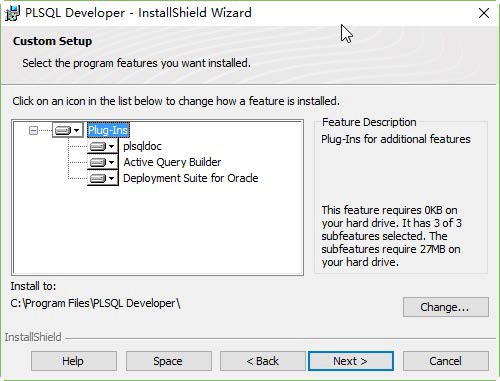 PLSQL Developer - InstallShield Wizard
Custom Setup
Select the program features you want installed.
Click on an icon in the list below to change how a feature is installed.
Plug-Ins
plsqldoc
Active Query Builder
Deployment Suite for Oracle
Feature Description
Plug-Ins for additional features
This feature requires 0KB on
your hard drive. It has 3 of 3
subfeatures selected. The
subfeatures require 27MB on
your hard drive.
Install to:
C:\Program Files\PLSQL Developer\
Change...
InstallShield
Help
Space
< Back
Next >
Cancel